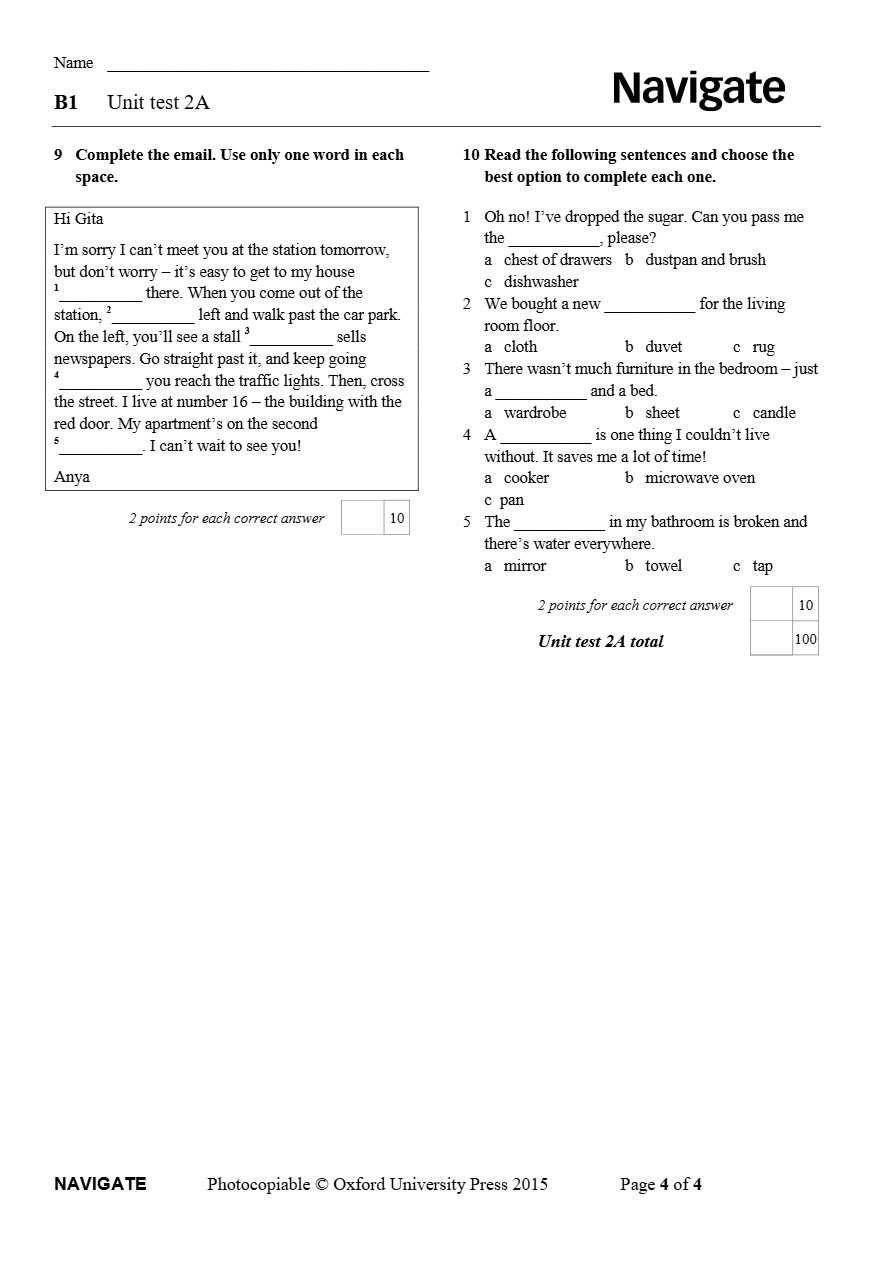 Name ______________________________________
Navigate
B1 Unit test 2A
9 Complete the email. Use only one word in each
space.
Hi Gita
I’m sorry I can’t meet you at the station tomorrow,
but don’t worry – it’s easy to get to my house
1__________ there. When you come out of the
station, 2__________ left and walk past the car park.
On the left, you’ll see a stall 3__________ sells
newspapers. Go straight past it, and keep going
4__________ you reach the traffic lights. Then, cross
the street. I live at number 16 – the building with the
red door. My apartment’s on the second
5__________. I can’t wait to see you!
Anya
2 points for each correct answer 10
10 Read the following sentences and choose the
best option to complete each one.
1 Oh no! I’ve dropped the sugar. Can you pass me
the ___________, please?
a chest of drawers b dustpan and brush
c dishwasher
2 We bought a new ___________ for the living
room floor.
a cloth b duvet c rug
3 There wasn’t much furniture in the bedroom – just
a ___________ and a bed.
a wardrobe b sheet c candle
4 A ___________ is one thing I couldn’t live
without. It saves me a lot of time!
a cooker b microwave oven
c pan
5 The ___________ in my bathroom is broken and
there’s water everywhere.
a mirror b towel c tap
2 points for each correct answer 10
Unit test 2A total 100
NAVIGATE Photocopiable © Oxford University Press 2015 Page 4 of 4